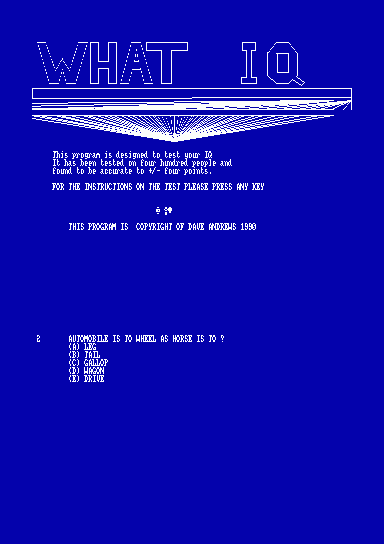 WHAT IQ
This program is designed to test your IQ
It has been tested on four hundred people and
found to be accurate to +/- four points.
FOR THE INSTRUCTIONS ON THE TEST PLEASE PRESS ANY KEY
THIS PROGRAM IS COPYRIGHT OF DAVE ANDREWS 1990
2 AUTOMOBILE IS TO WHEEL AS HORSE IS TO ?
(A) LEG
(B) TAIL
(C) GALLOP
(D) WAGON
(E) DRIVE